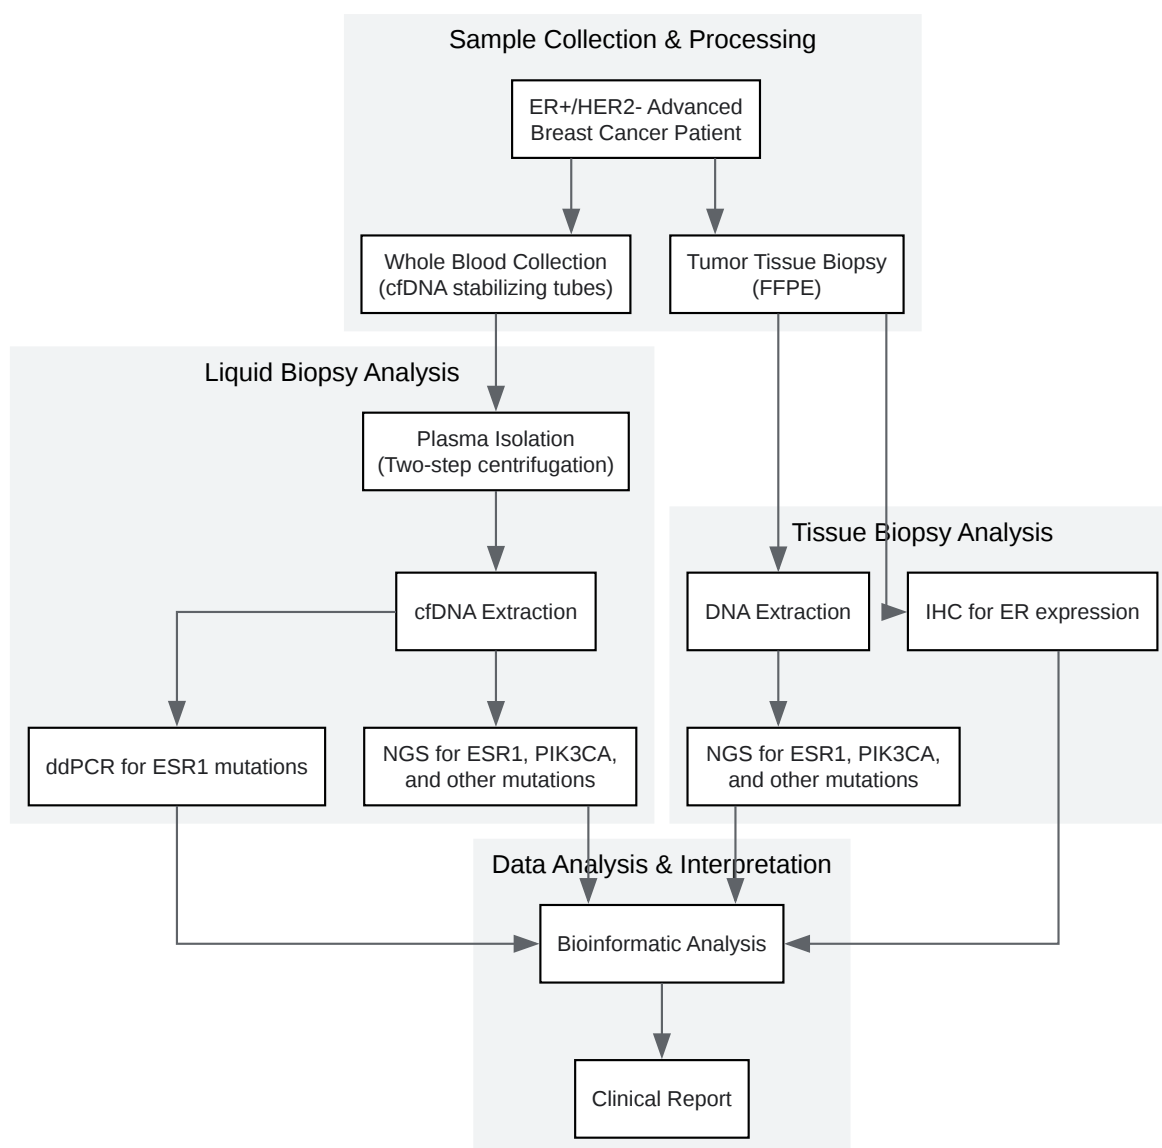 Sample Collection & Processing
ER+/HER2- Advanced
Breast Cancer Patient
Whole Blood Collection
(cfDNA stabilizing tubes)
Tumor Tissue Biopsy
(FFPE)
Liquid Biopsy Analysis
Plasma Isolation
(Two-step centrifugation)
cfDNA Extraction
ddPCR for ESR1 mutations
NGS for ESR1, PIK3CA,
and other mutations
Tissue Biopsy Analysis
DNA Extraction
IHC for ER expression
NGS for ESR1, PIK3CA,
and other mutations
Data Analysis & Interpretation
Bioinformatic Analysis
Clinical Report